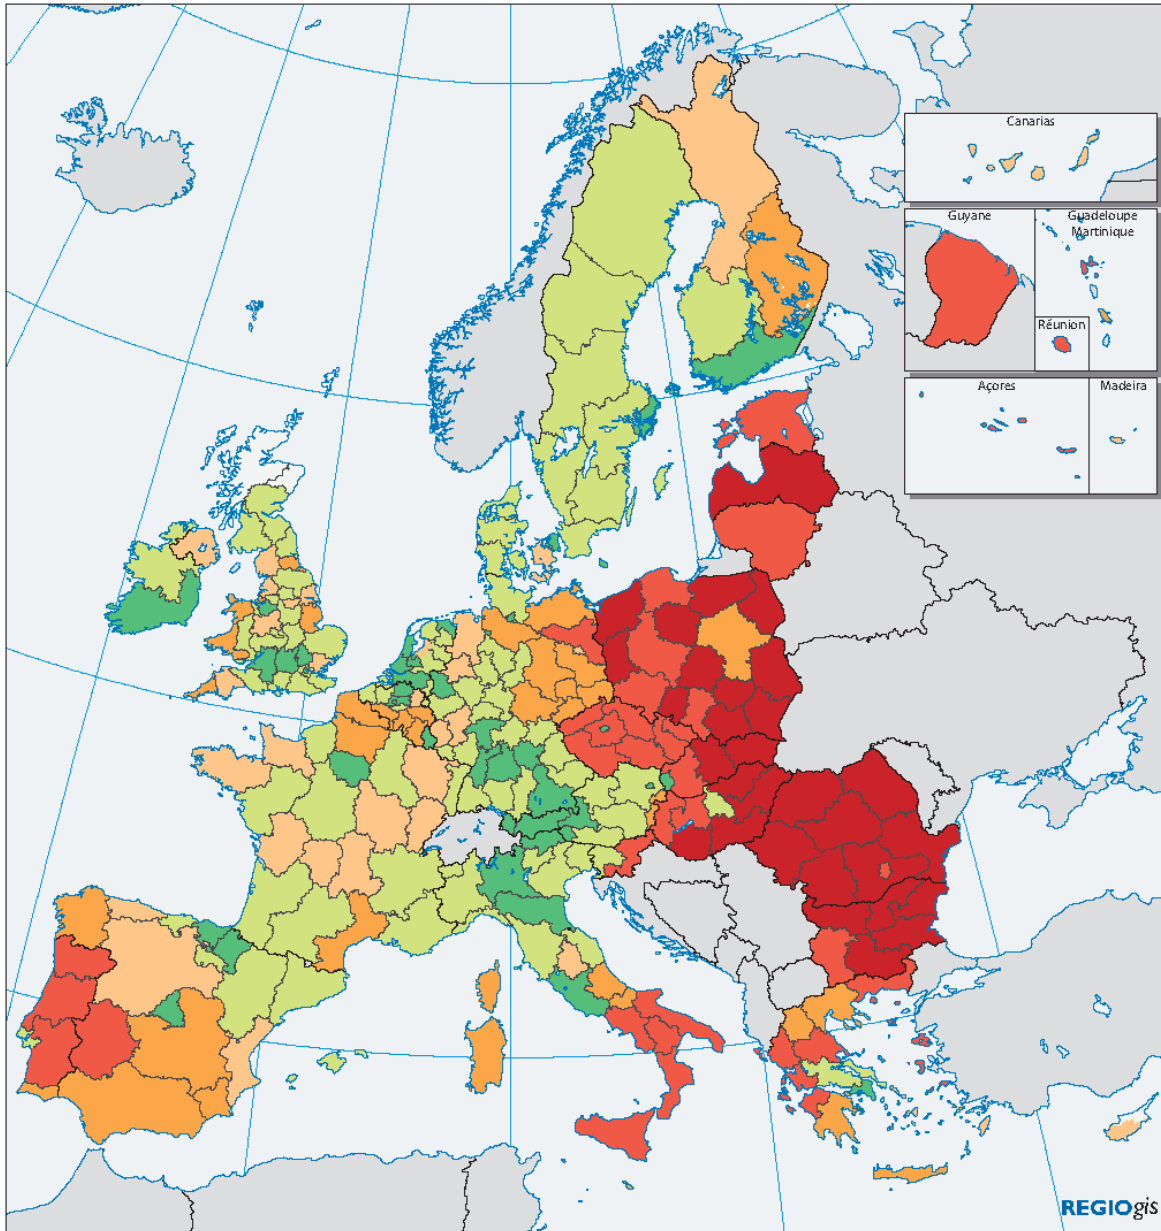 Canarias
Guyane
Guadeloupe
Martinique
Réunion
Açores
Madeira
REGIOgis